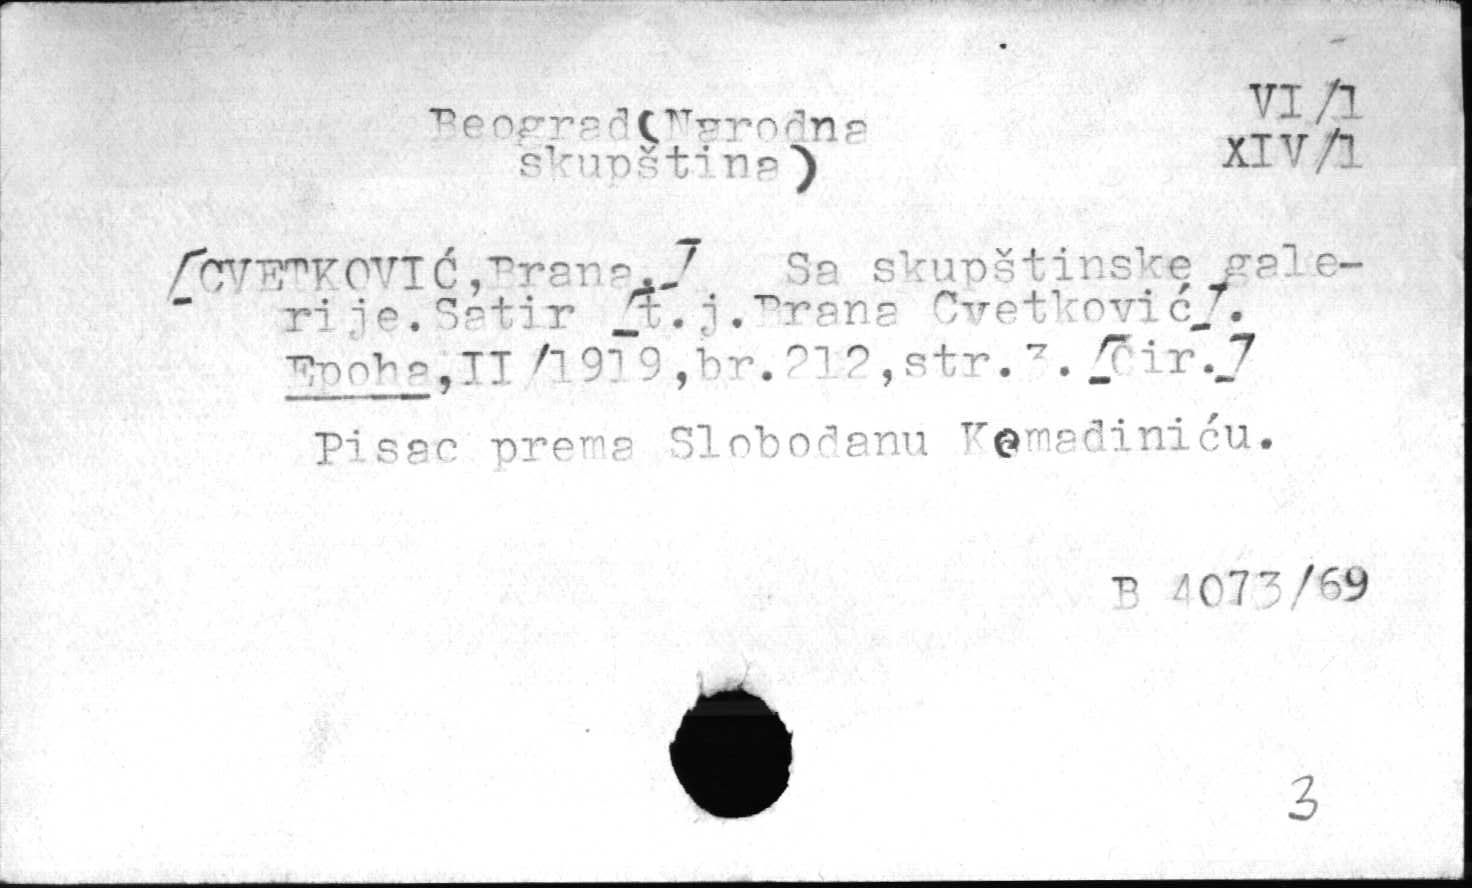 VI/1
Beograd(Narodna
XIV/1
skupština)
[CVETKOVIĆ,Brana.] Sa skupštinske gale-
rije.Satir [t.j.Brana Cvetković].
Epoha,II/1919,br.212,str.3. [Ćir.]
Pisac prema Slobodanu Komadiniću.
B 4073/69
3